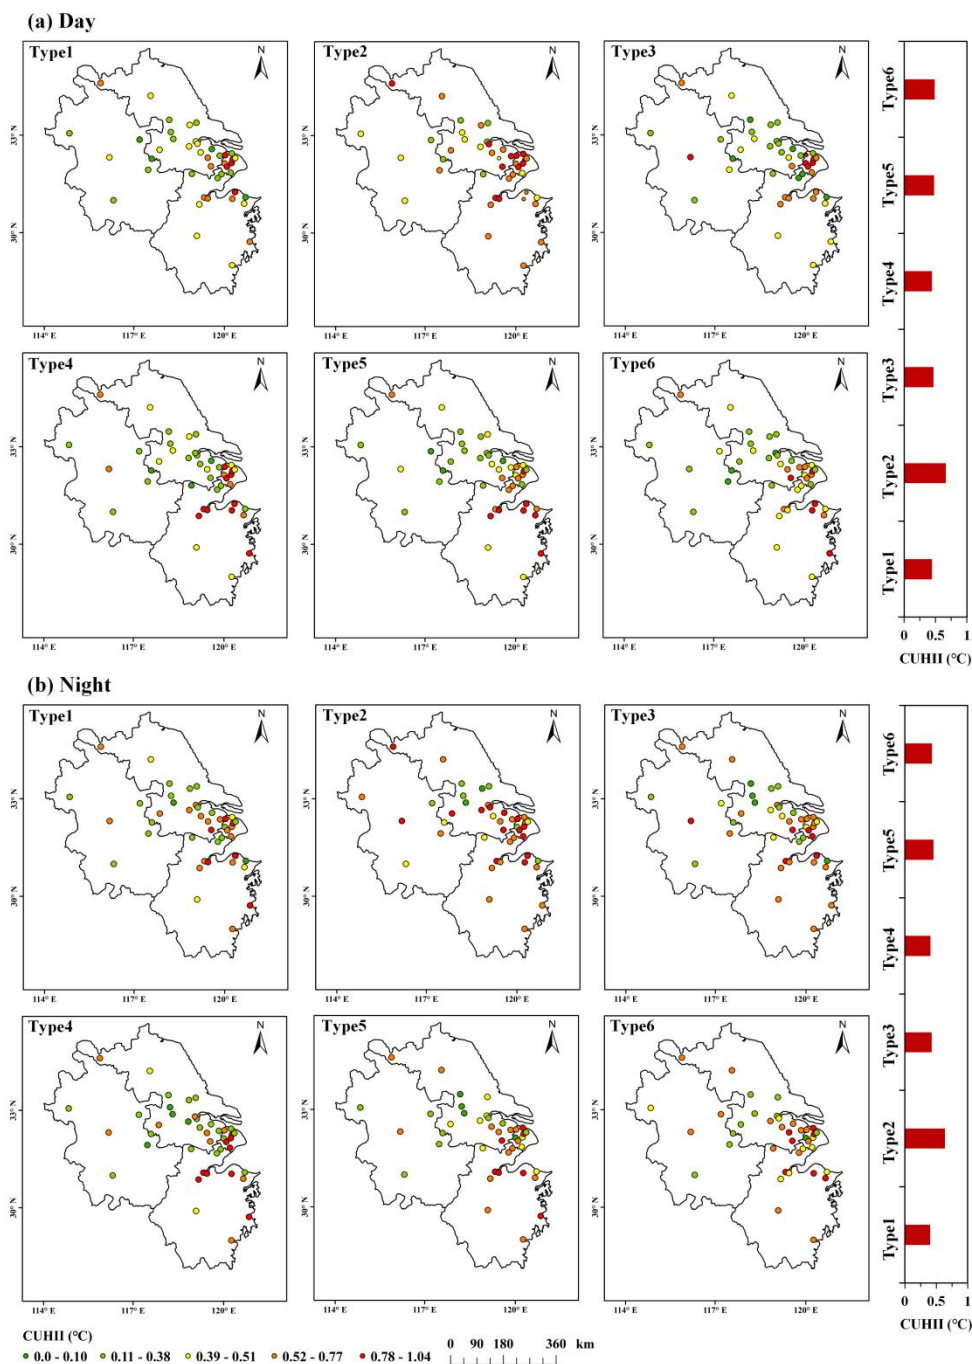 (a) Day
Type1
N
Type2
N
Type3
N
33° N
30° N
114° E
117° E
120° E
33° N
30° N
114° E
117° E
120° E
33° N
30° N
114° E
117° E
120° E
Type4
N
Type5
N
Type6
N
33° N
30° N
114° E
117° E
120° E
33° N
30° N
114° E
117° E
120° E
33° N
30° N
114° E
117° E
120° E
Type6
Type5
Type4
Type3
Type2
Type1
0 0.5 1
CUHII (°C)
(b) Night
Type1
N
Type2
N
Type3
N
33° N
30° N
114° E
117° E
120° E
33° N
30° N
114° E
117° E
120° E
33° N
30° N
114° E
117° E
120° E
Type4
N
Type5
N
Type6
N
33° N
30° N
114° E
117° E
120° E
33° N
30° N
114° E
117° E
120° E
33° N
30° N
114° E
117° E
120° E
Type6
Type5
Type4
Type3
Type2
Type1
0 0.5 1
CUHII (°C)
CUHII (°C)
0.0 - 0.10 0.11 - 0.38 0.39 - 0.51 0.52 - 0.77 0.78 - 1.04
0 90 180 360 km